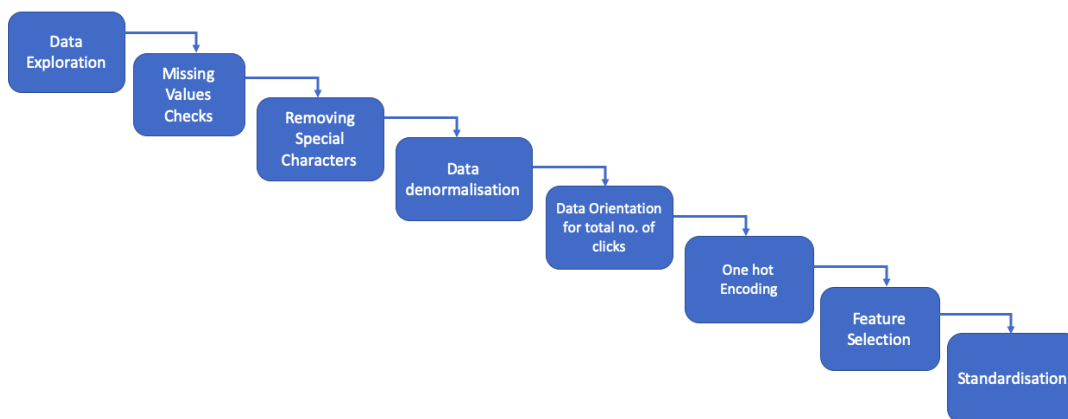 Data
Exploration
Missing
Values
Checks
Removing
Special
Characters
Data
denormalisation
Data Orientation
for total no. of
clicks
One hot
Encoding
Feature
Selection
Standardisation